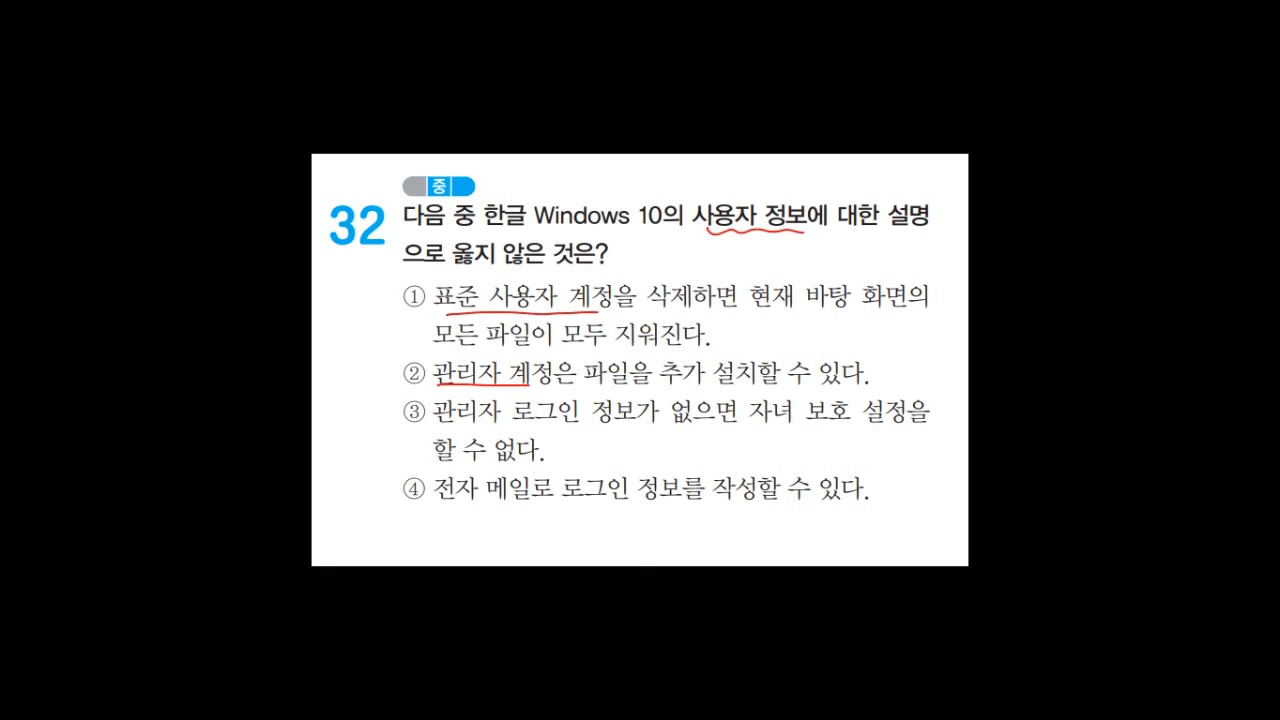 중
32 다음 중 한글 Windows 10의 사용자 정보에 대한 설명
으로 옳지 않은 것은?
① 표준 사용자 계정을 삭제하면 현재 바탕 화면의
모든 파일이 모두 지워진다.
② 관리자 계정은 파일을 추가 설치할 수 있다.
③ 관리자 로그인 정보가 없으면 자녀 보호 설정을
할 수 없다.
④ 전자 메일로 로그인 정보를 작성할 수 있다.